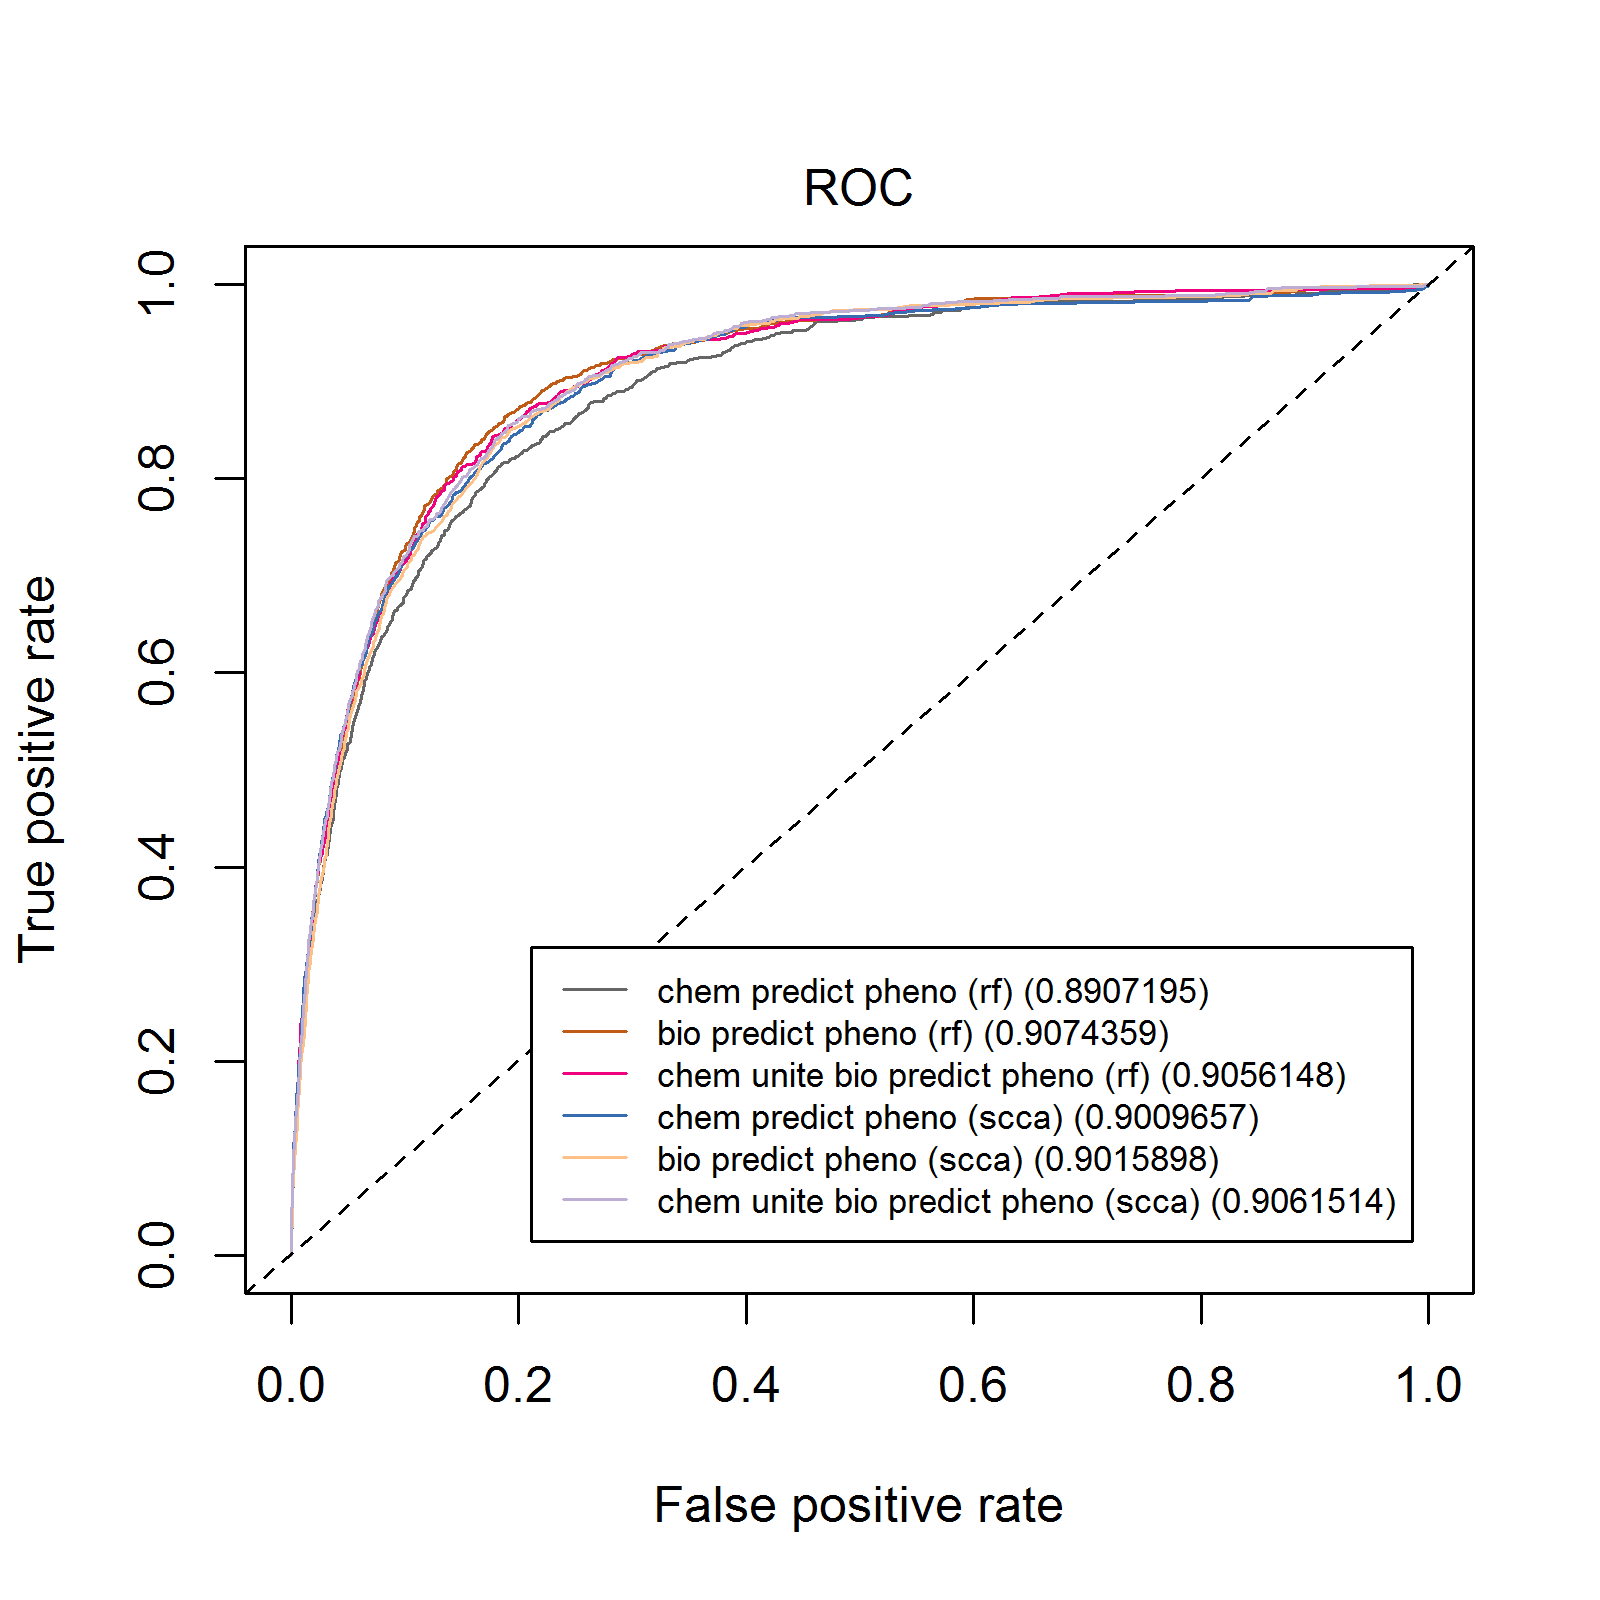 ROC
True positive rate
1.0
0.8
0.6
0.4
0.2
0.0
chem predict pheno (rf) (0.8907195)
bio predict pheno (rf) (0.9074359)
chem unite bio predict pheno (rf) (0.9056148)
chem predict pheno (scca) (0.9009657)
bio predict pheno (scca) (0.9015898)
chem unite bio predict pheno (scca) (0.9061514)
0.0 0.2 0.4 0.6 0.8 1.0
False positive rate